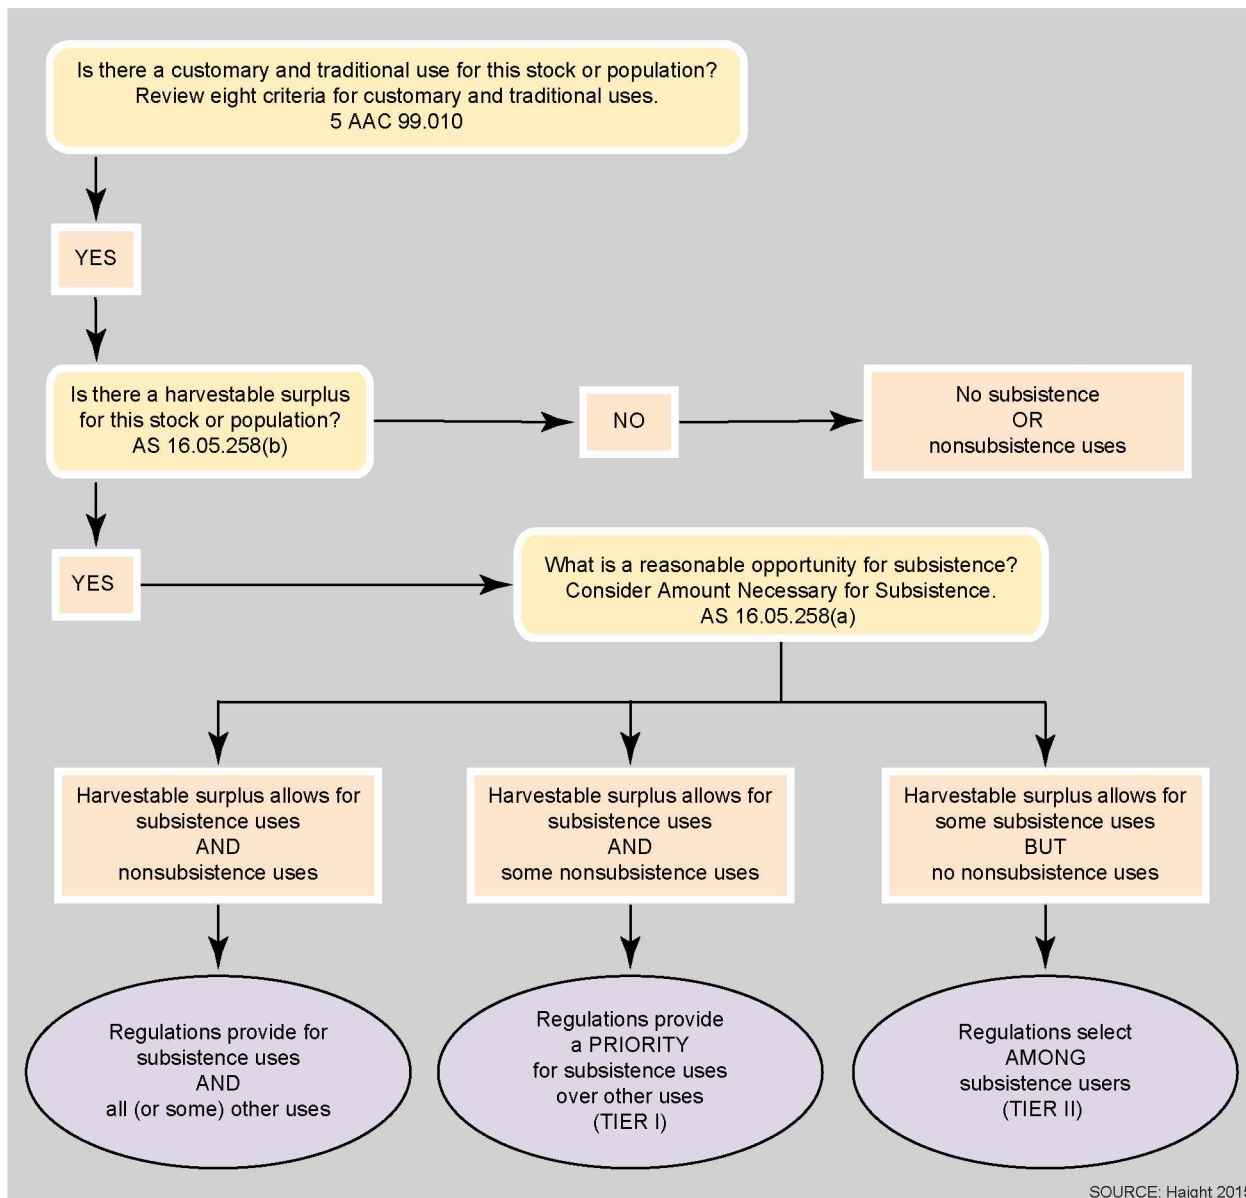 Is there a customary and traditional use for this stock or population?
Review eight criteria for customary and traditional uses.
5 AAC 99.010
YES
Is there a harvestable surplus
for this stock or population?
AS 16.05.258(b)
NO
No subsistence
OR
nonsubsistence uses
YES
What is a reasonable opportunity for subsistence?
Consider Amount Necessary for Subsistence.
AS 16.05.258(a)
Harvestable surplus allows for
subsistence uses
AND
nonsubsistence uses
Harvestable surplus allows for
subsistence uses
AND
some nonsubsistence uses
Harvestable surplus allows for
some subsistence uses
BUT
no nonsubsistence uses
Regulations provide for
subsistence uses
AND
all (or some) other uses
Regulations provide
a PRIORITY
for subsistence uses
over other uses
(TIER I)
Regulations select
AMONG
subsistence users
(TIER II)
SOURCE: Haight 2015